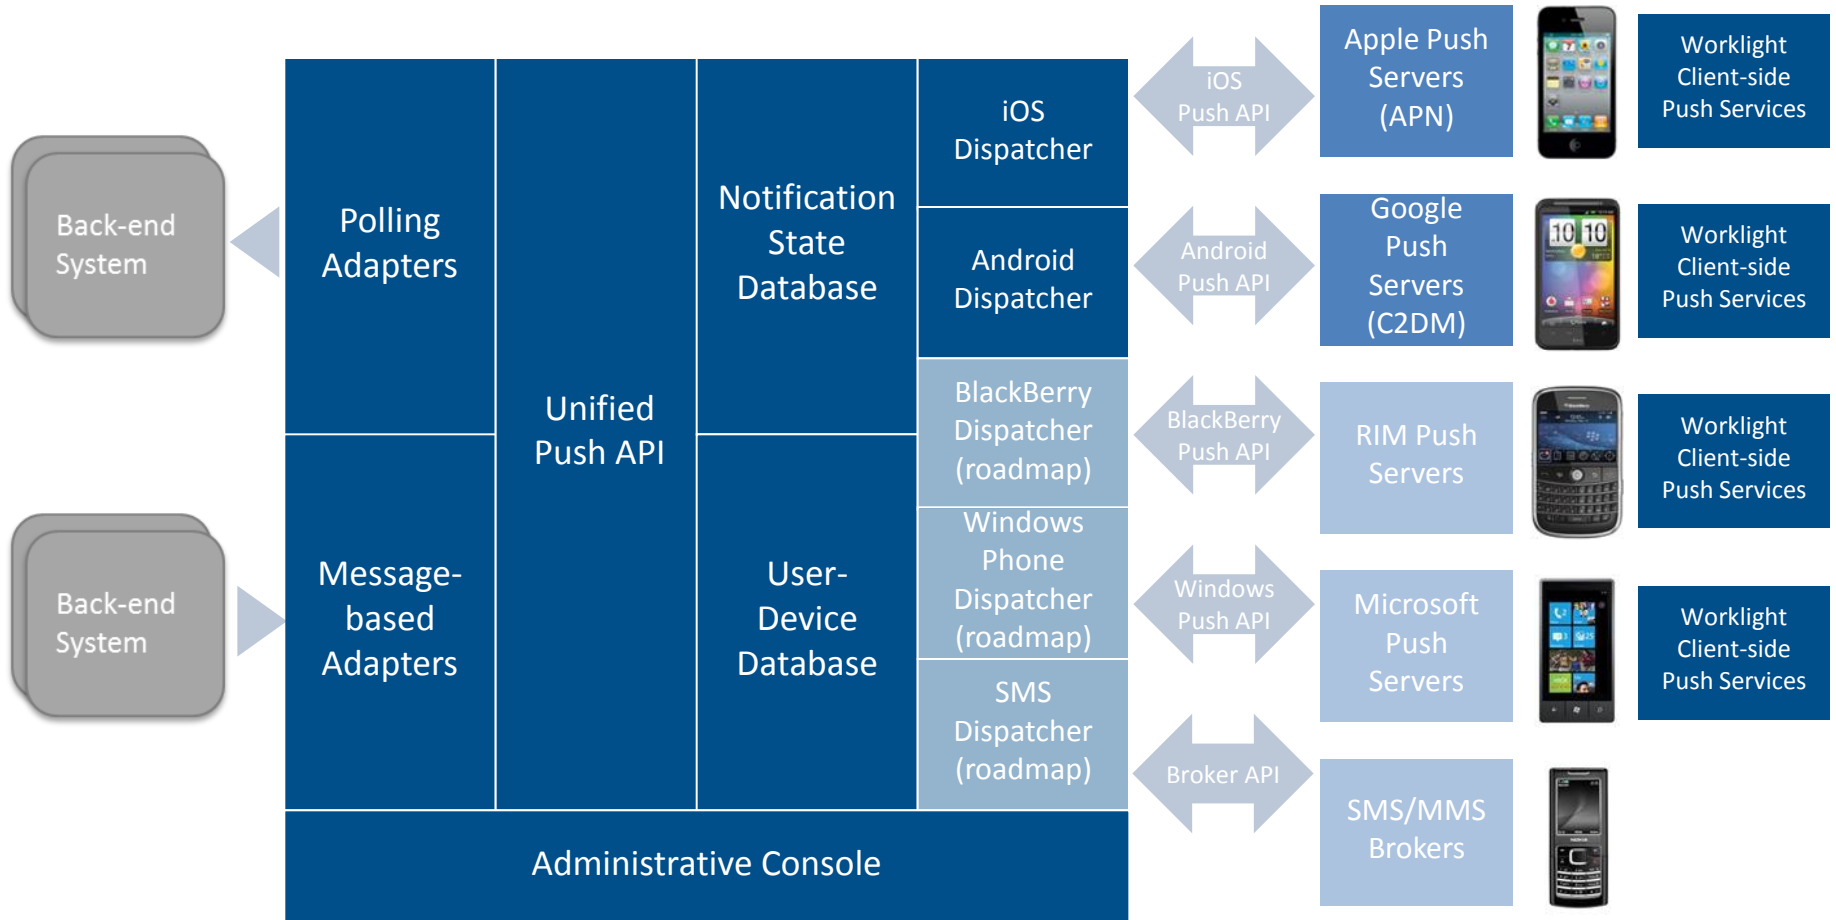 Back-end
System
Back-end
System
Polling
Adapters
Message-
based
Adapters
Unified
Push API
Notification
State
Database
User-
Device
Database
iOS
Dispatcher
Android
Dispatcher
BlackBerry
Dispatcher
(roadmap)
Windows
Phone
Dispatcher
(roadmap)
SMS
Dispatcher
(roadmap)
Administrative Console
iOS
Push API
Android
Push API
BlackBerry
Push API
Windows
Push API
Broker API
Apple Push
Servers
(APN)
Google
Push
Servers
(C2DM)
RIM Push
Servers
Microsoft
Push
Servers
SMS/MMS
Brokers
10 10
Worklight
Client-side
Push Services
Worklight
Client-side
Push Services
Worklight
Client-side
Push Services
Worklight
Client-side
Push Services